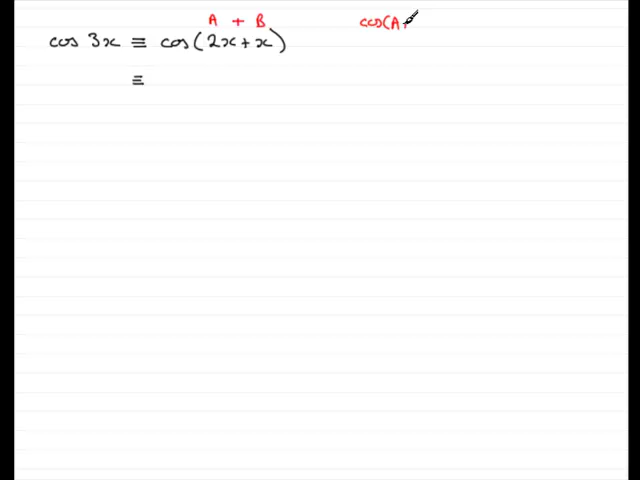 A + B cos(A+
cos 3x ≡ cos(2x+x)
≡